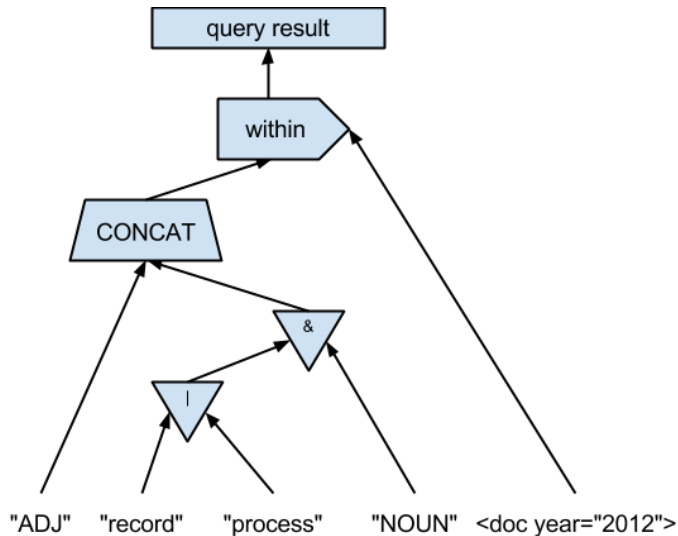 query result
within
CONCAT
&
|
"ADJ" "record" "process" "NOUN" <doc year="2012">